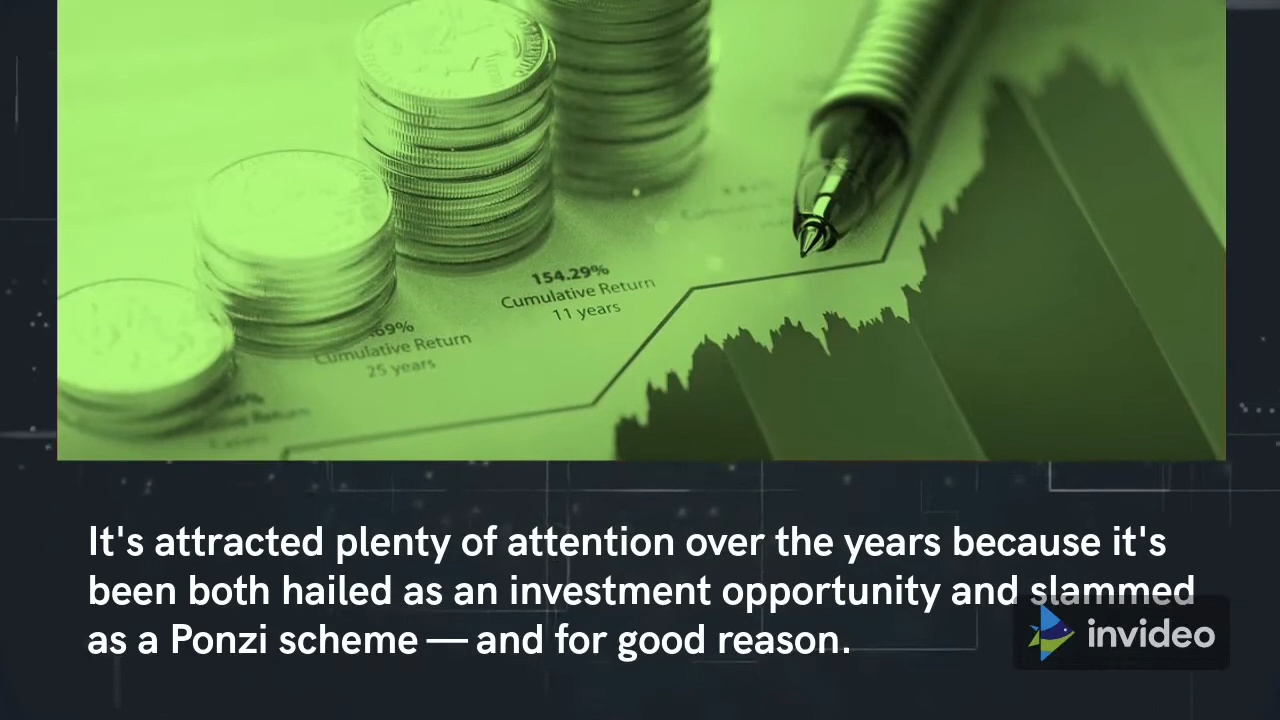 154.29%
Cumulative Return
11 years
69%
Cumulative Return
25 years
It's attracted plenty of attention over the years because it's
been both hailed as an investment opportunity and slammed
as a Ponzi scheme — and for good reason.
invideo